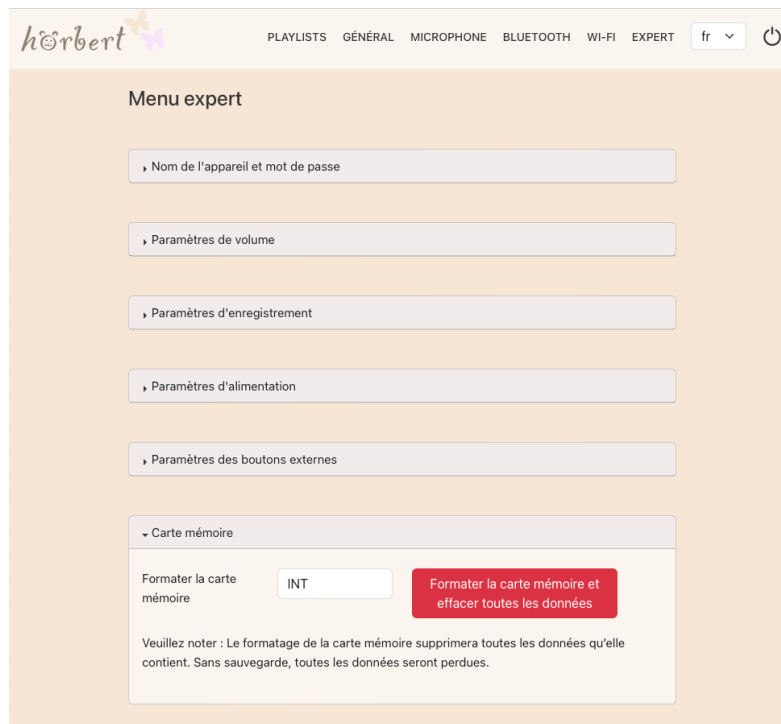 hörbert
PLAYLISTS GÉNÉRAL MICROPHONE BLUETOOTH WI-FI EXPERT fr
Menu expert
Nom de l'appareil et mot de passe
Paramètres de volume
Paramètres d'enregistrement
Paramètres d'alimentation
Paramètres des boutons externes
Carte mémoire
Formater la carte
mémoire
INT
Formater la carte mémoire et
effacer toutes les données
Veuillez noter : Le formatage de la carte mémoire supprimera toutes les données qu'elle
contient. Sans sauvegarde, toutes les données seront perdues.